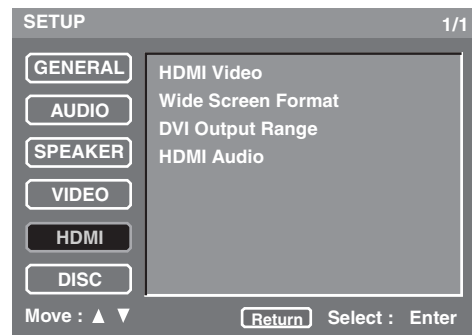 SETUP 1/1
GENERAL
AUDIO
SPEAKER
VIDEO
HDMI
DISC
HDMI Video
Wide Screen Format
DVI Output Range
HDMI Audio
Move : ▲ ▼ Return Select : Enter